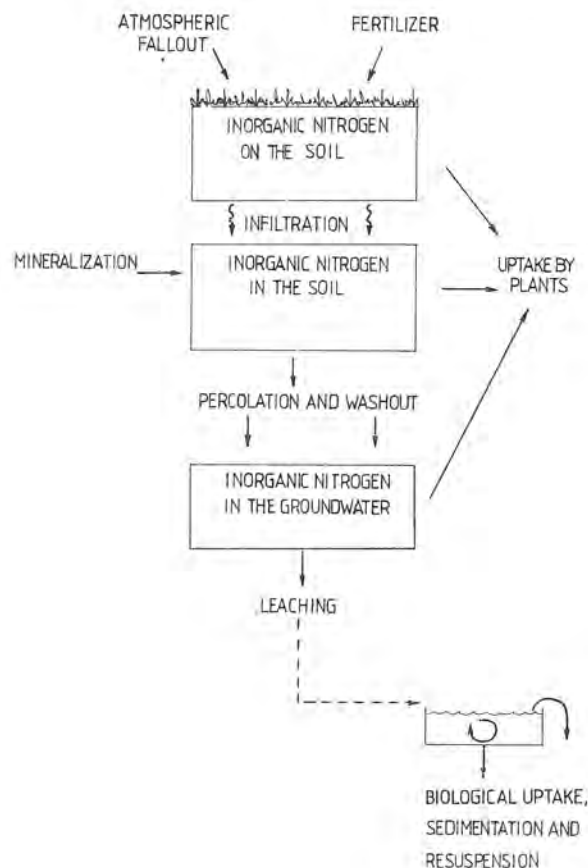 ATMOSPHERIC
FALLOUT
FERTILIZER
INORGANIC NITROGEN
ON THE SOIL
INFILTRATION
MINERALIZATION
INORGANIC NITROGEN
IN THE SOIL
UPTAKE BY
PLANTS
PERCOLATION AND WASHOUT
INORGANIC NITROGEN
IN THE GROUNDWATER
LEACHING
BIOLOGICAL UPTAKE,
SEDIMENTATION AND
RESUSPENSION